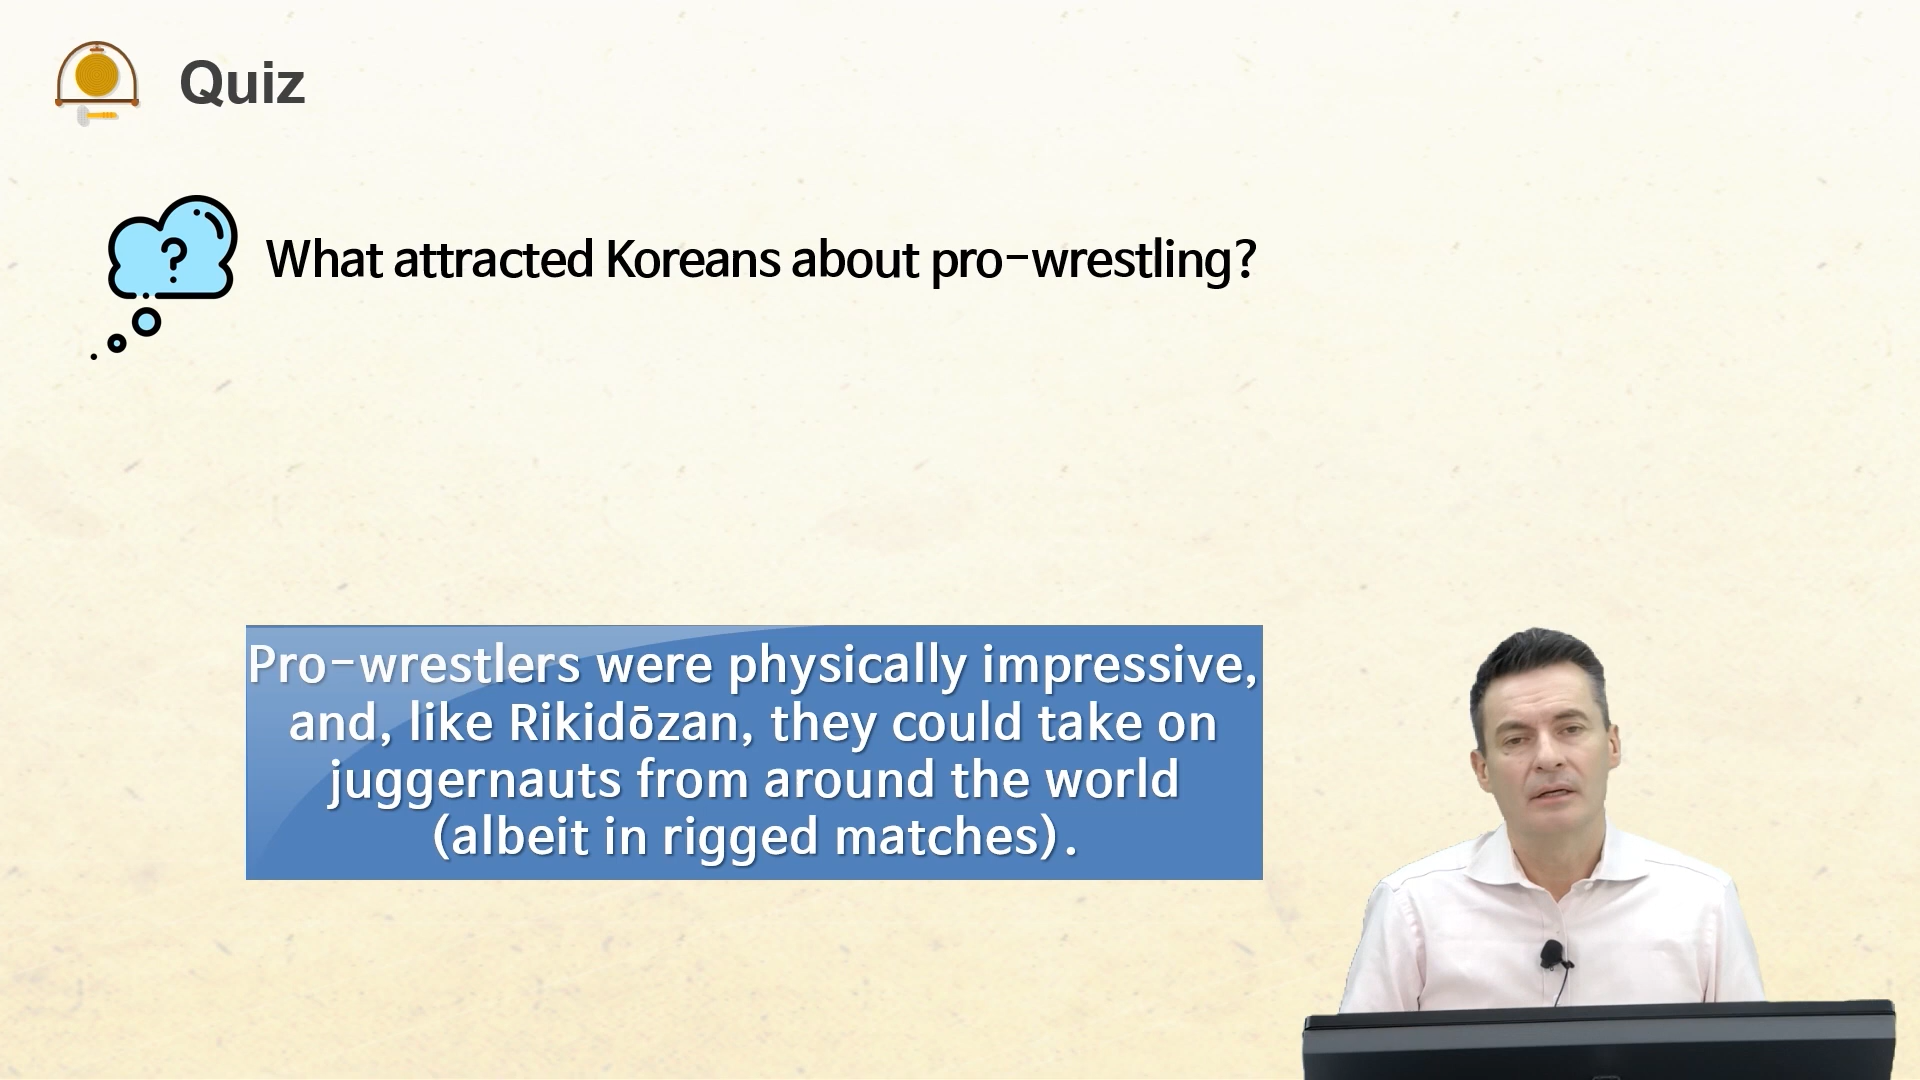 Quiz
What attracted Koreans about pro-wrestling?
Pro-wrestlers were physically impressive,
and, like Rikidōzan, they could take on
juggernauts from around the world
(albeit in rigged matches).